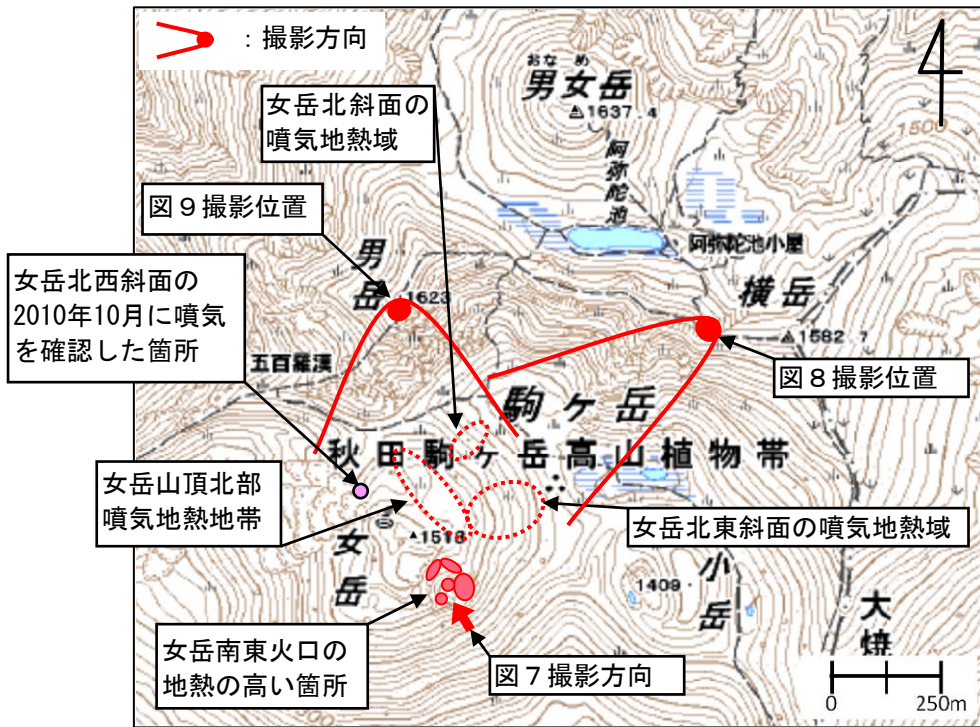 ：撮影方向
おなめ
男女岳
1637.4
女岳北斜面の
噴気地熱域
阿弥陀池
図９撮影位置
阿弥陀池小屋
男岳
1623
横岳
女岳北西斜面の
2010年10月に噴気
を確認した箇所
1582.7
五百羅漢
図８撮影位置
駒ヶ岳
秋田駒ヶ岳高山植物帯
女岳山頂北部
噴気地熱地帯
女岳北東斜面の噴気地熱域
1513
女岳
小岳
1409
大焼
女岳南東火口の
地熱の高い箇所
図７撮影方向
0
250m